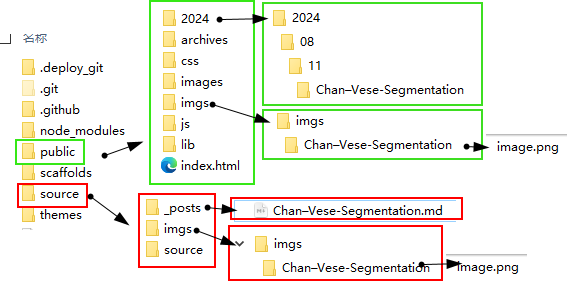 名称
.deploy_git
.git
.github
node_modules
public
scaffolds
source
themes
2024
archives
css
images
imgs
js
lib
index.html
2024
08
11
Chan–Vese-Segmentation
imgs
Chan–Vese-Segmentation
image.png
_posts
imgs
source
Chan–Vese-Segmentation.md
imgs
Chan–Vese-Segmentation
image.png